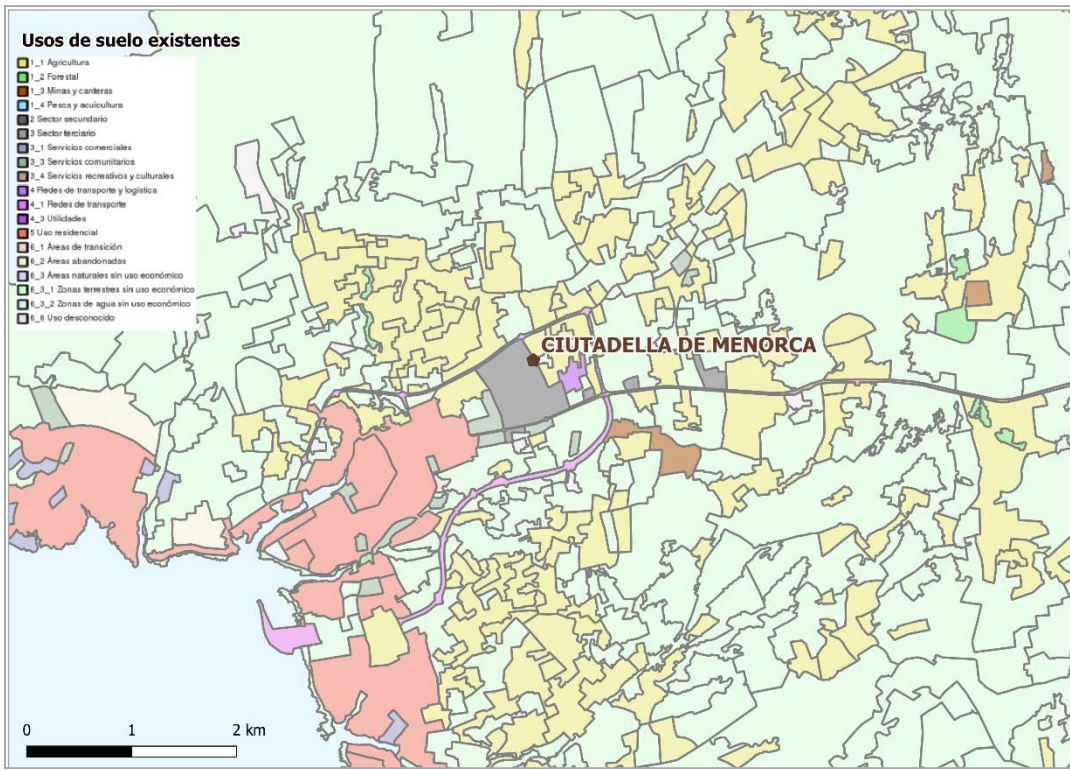 Usos de suelo existentes
1_1 Agricultura
1_2 Forestal
1_3 Minas y canteras
1_4 Pesca y acuicultura
2 Sector secundario
3 Sector terciario
3_1 Servicios comerciales
3_3 Servicios comunitarios
3_4 Servicios recreativos y culturales
4 Redes de transporte y logística
4_1 Redes de transporte
4_3 Utilidades
5 Uso residencial
6_1 Áreas de transición
6_2 Áreas abandonadas
6_3 Áreas naturales sin uso económico
6_3_1 Zonas terrestres sin uso económico
6_3_2 Zonas de agua sin uso económico
6_6 Uso desconocido
CIUTADELLA DE MENORCA
0 1 2 km